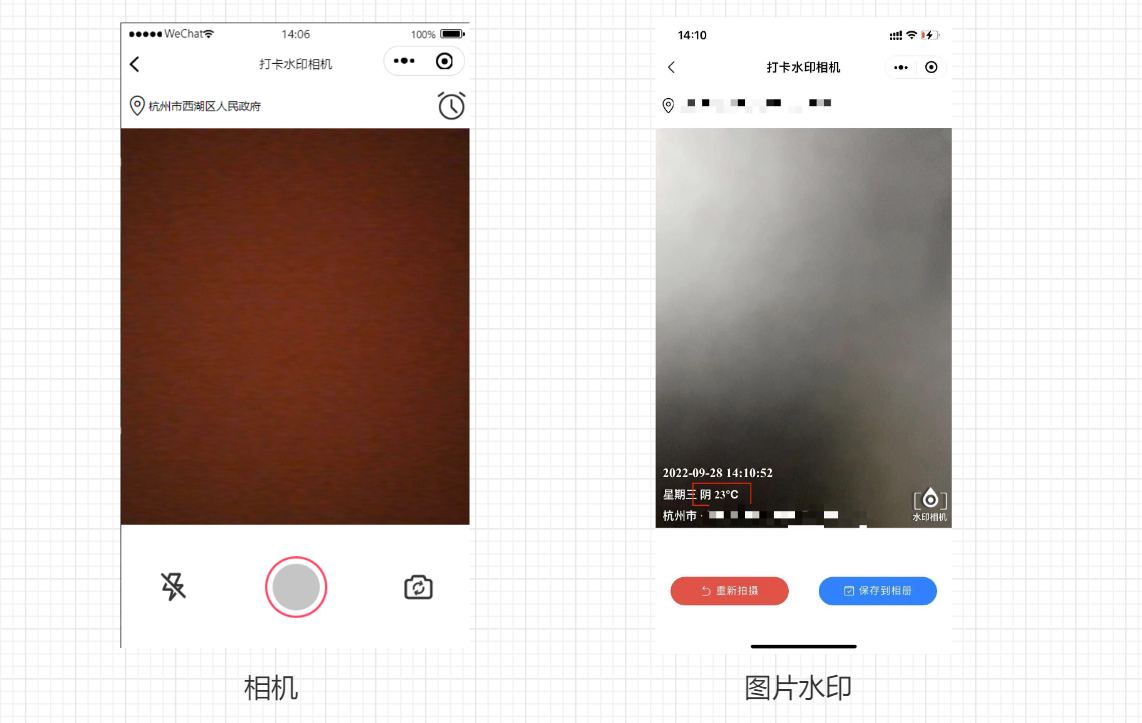 WeChat 14:06 100%
打卡水印相机
杭州市西湖区人民政府
相机
14:10
打卡水印相机
2022-09-28 14:10:52
星期三 阴 23℃
杭州市 ·
水印相机
重新拍摄
保存到相册
图片水印